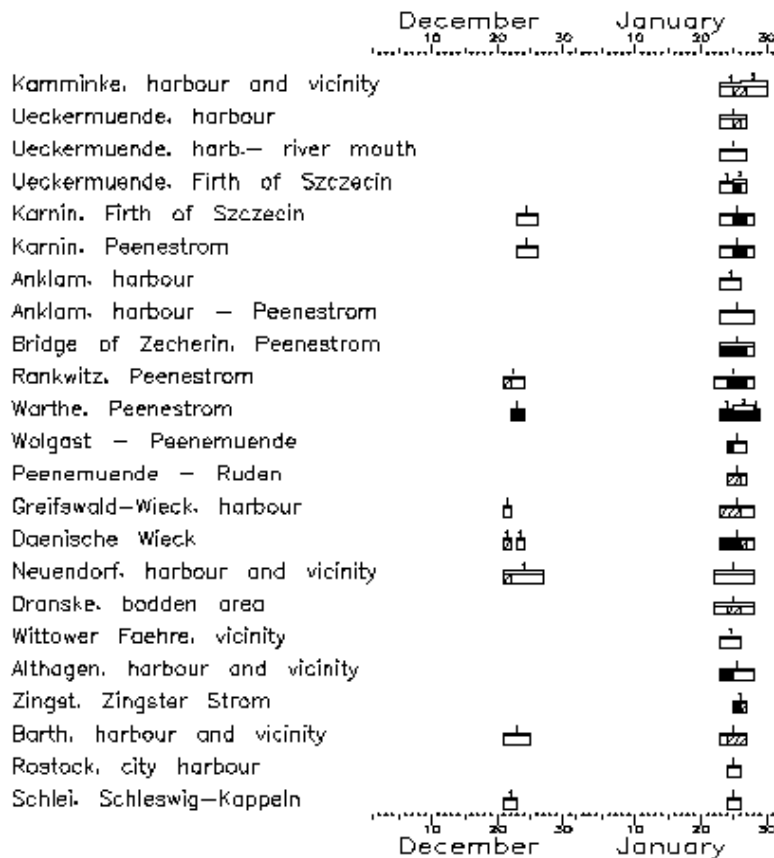 December January
10 20 30 10 20 30
Kamminke, harbour and vicinity
Ueckermuende, harbour
Ueckermuende, harb.– river mouth
Ueckermuende, Firth of Szczecin
Karnin, Firth of Szczecin
Karnin, Peenestrom
Anklam, harbour
Anklam, harbour – Peenestrom
Bridge of Zecherin, Peenestrom
Rankwitz, Peenestrom
Warthe, Peenestrom
Wolgast – Peenemuende
Peenemuende – Ruden
Greifswald–Wieck, harbour
Daenische Wieck
Neuendorf, harbour and vicinity
Dranske, bodden area
Wittower Faehre, vicinity
Althagen, harbour and vicinity
Zingst, Zingster Strom
Barth, harbour and vicinity
Rostock, city harbour
Schlei, Schleswig–Kappeln
10 20 30 10 20 30
December January